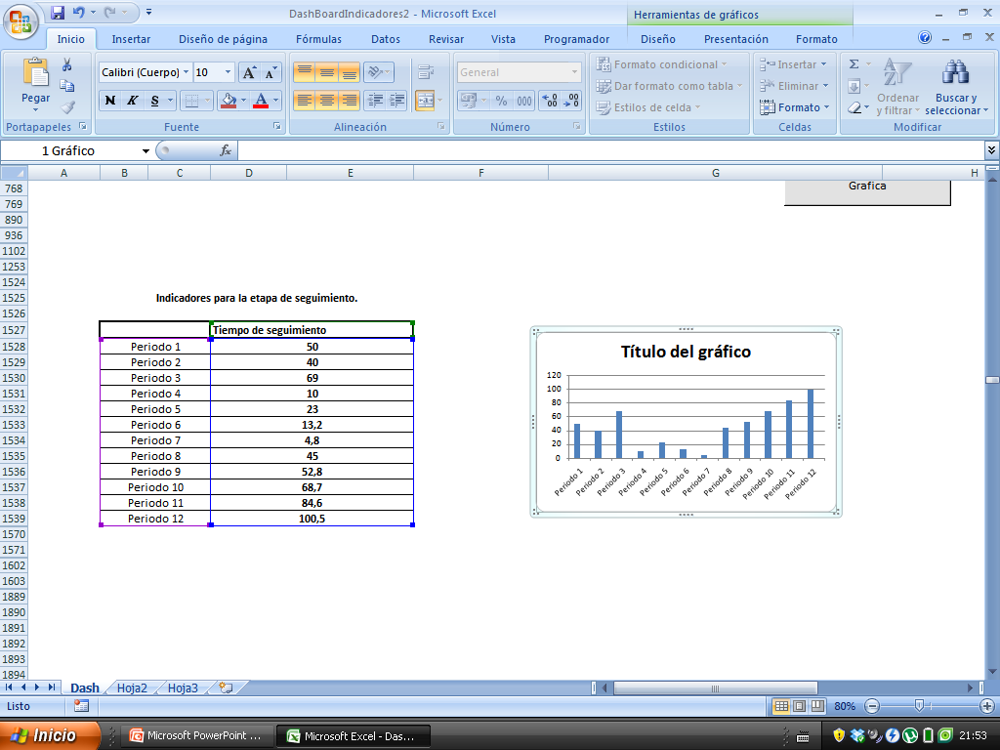 DashBoardIndicadores2 - Microsoft Excel
Herramientas de gráficos
Inicio Insertar Diseño de página Fórmulas Datos Revisar Vista Programador Diseño Presentación Formato
Pegar
Portapapeles
Calibri (Cuerpo) 10 A A
N K S A
Fuente
Alineación
General
% 000 ,00 ,00
Número
Formato condicional
Dar formato como tabla
Estilos de celda
Estilos
Insertar
Eliminar
Formato
Celdas
Σ
Ordenar y filtrar
Buscar y seleccionar
Modificar
1 Gráfico fx
A B C D E F G H
768
Grafica
769
890
936
1102
1253
1524
1525 Indicadores para la etapa de seguimiento.
1526
1527 Tiempo de seguimiento
1528 Periodo 1 50
1529 Periodo 2 40
1530 Periodo 3 69
1531 Periodo 4 10
1532 Periodo 5 23
1533 Periodo 6 13,2
1534 Periodo 7 4,8
1535 Periodo 8 45
1536 Periodo 9 52,8
1537 Periodo 10 68,7
1538 Periodo 11 84,6
1539 Periodo 12 100,5
1570
1571
1602
1603
1889
1890
1891
1892
1893
1894
Título del gráfico
120
100
80
60
40
20
0
Periodo 1 Periodo 2 Periodo 3 Periodo 4 Periodo 5 Periodo 6 Periodo 7 Periodo 8 Periodo 9 Periodo 10 Periodo 11 Periodo 12
Dash Hoja2 Hoja3
Listo 80%
Inicio Microsoft PowerPoint ... Microsoft Excel - Das... 21:53